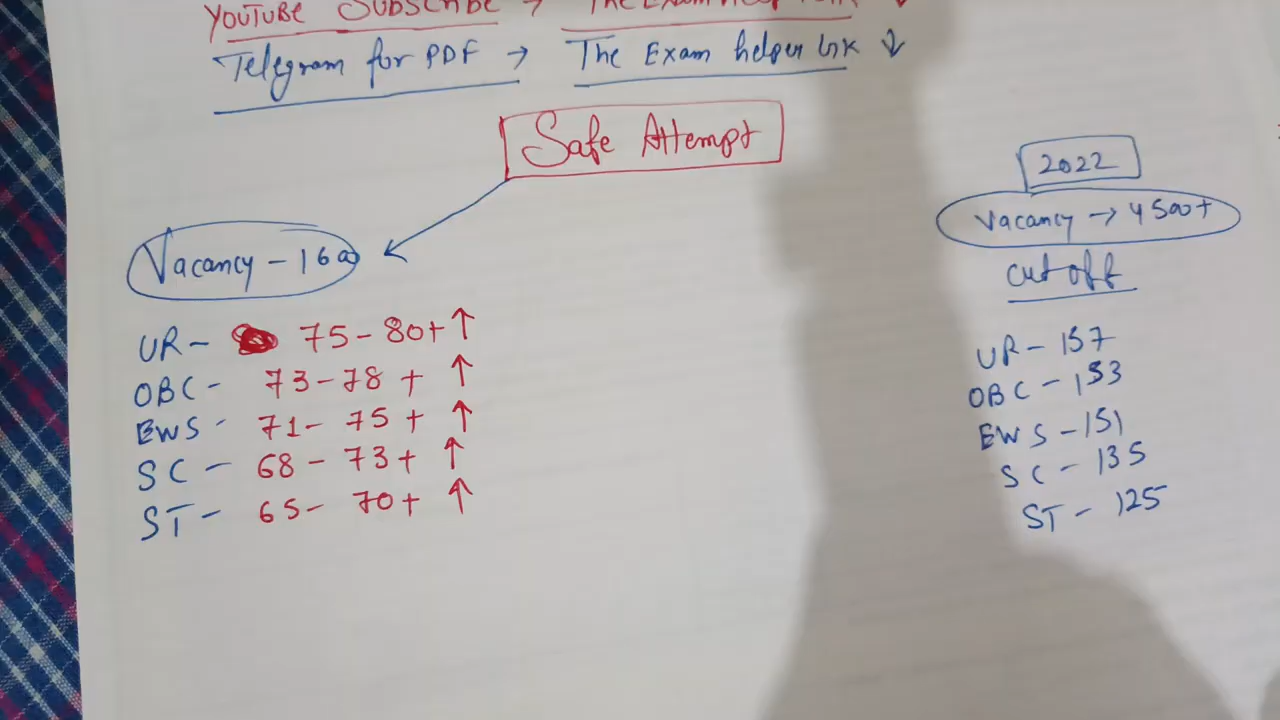 YOUTUBE SUBSCRIBE →
Telegram for PDF → The Exam helper link ↓
Safe Attempt
Vacancy - 1600
UR - 75 - 80+ ↑
OBC - 73 - 78 + ↑
EWS - 71 - 75 + ↑
SC - 68 - 73+ ↑
ST - 65 - 70+ ↑
2022
Vacancy → 4500+
cut off
UR - 157
OBC - 153
EWS - 151
SC - 135
ST - 125